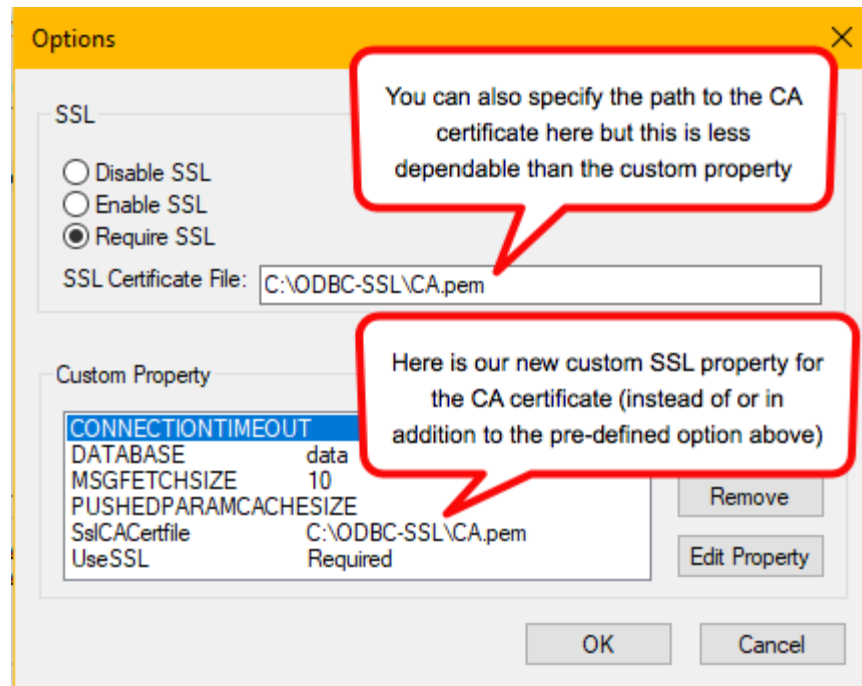 Options
You can also specify the path to the CA
certificate here but this is less
dependable than the custom property
SSL
Disable SSL
Enable SSL
Require SSL
SSL Certificate File: C:\ODBC-SSL\CA.pem
Here is our new custom SSL property for
the CA certificate (instead of or in
addition to the pre-defined option above)
Custom Property
CONNECTIONTIMEOUT
DATABASE data
MSGFETCHSIZE 10
PUSHEDPARAMCACHESIZE
SslCACertfile C:\ODBC-SSL\CA.pem
UseSSL Required
Remove
Edit Property
OK Cancel